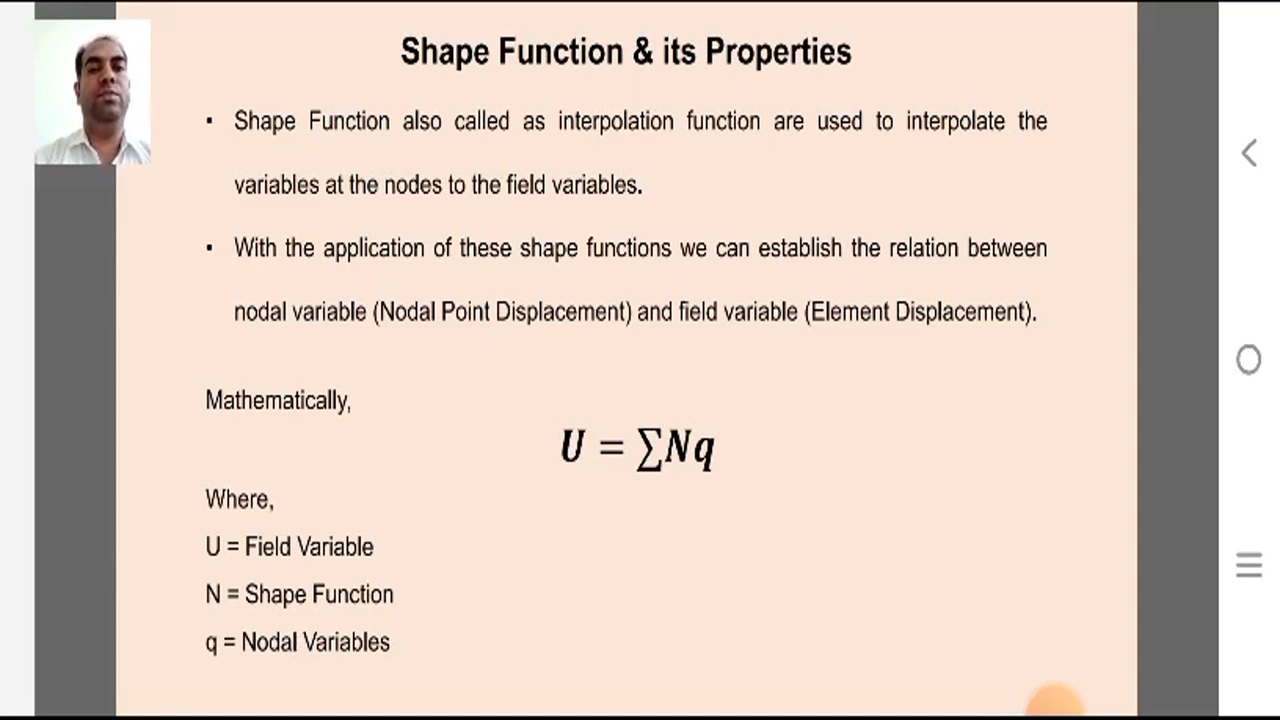 Shape Function & its Properties
• Shape Function also called as interpolation function are used to interpolate the
variables at the nodes to the field variables.
• With the application of these shape functions we can establish the relation between
nodal variable (Nodal Point Displacement) and field variable (Element Displacement).
Mathematically,
U = ∑Nq
Where,
U = Field Variable
N = Shape Function
q = Nodal Variables